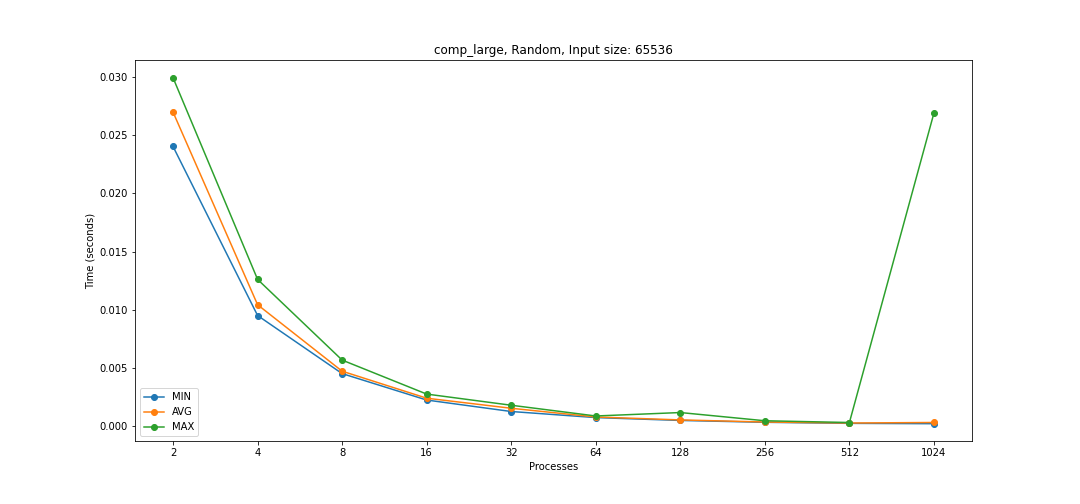 comp_large, Random, Input size: 65536
0.030
0.025
0.020
0.015
0.010
0.005
0.000
Time (seconds)
MIN
AVG
MAX
2 4 8 16 32 64 128 256 512 1024
Processes